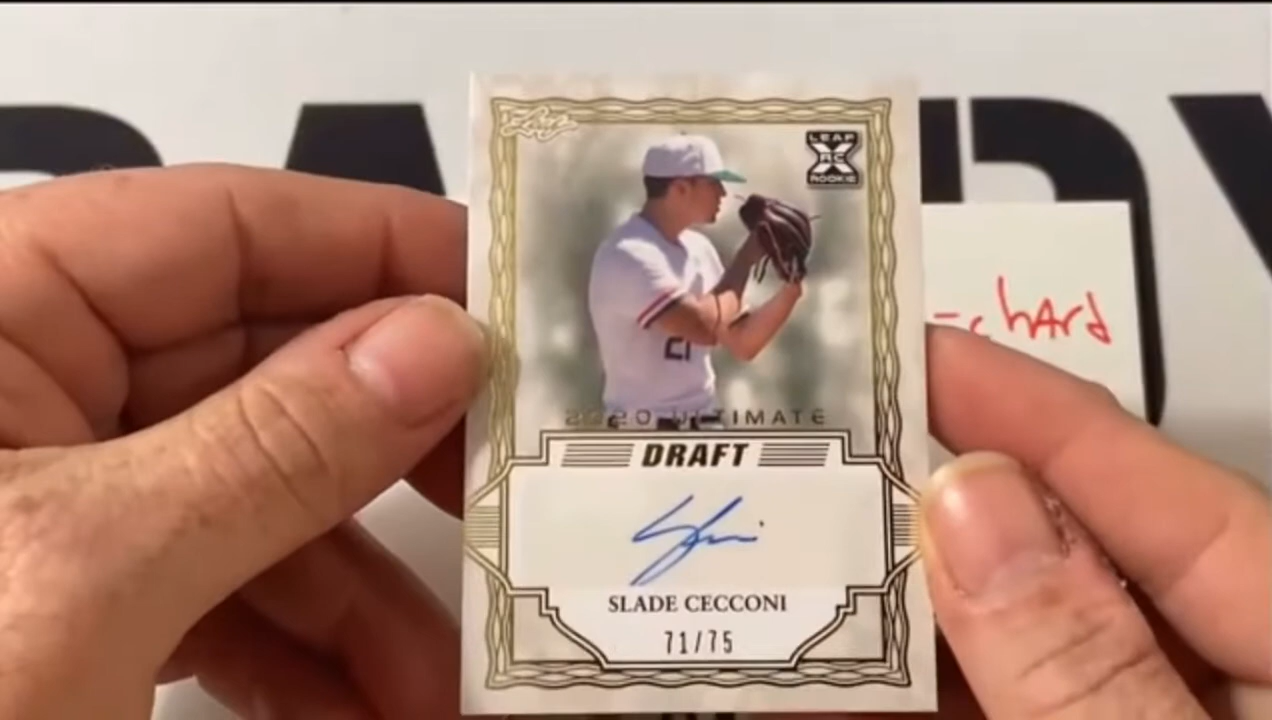 Leaf
LEAF
X
RC
ROOKIE
chard
21
2020 ULTIMATE
DRAFT
SLADE CECCONI
71/75